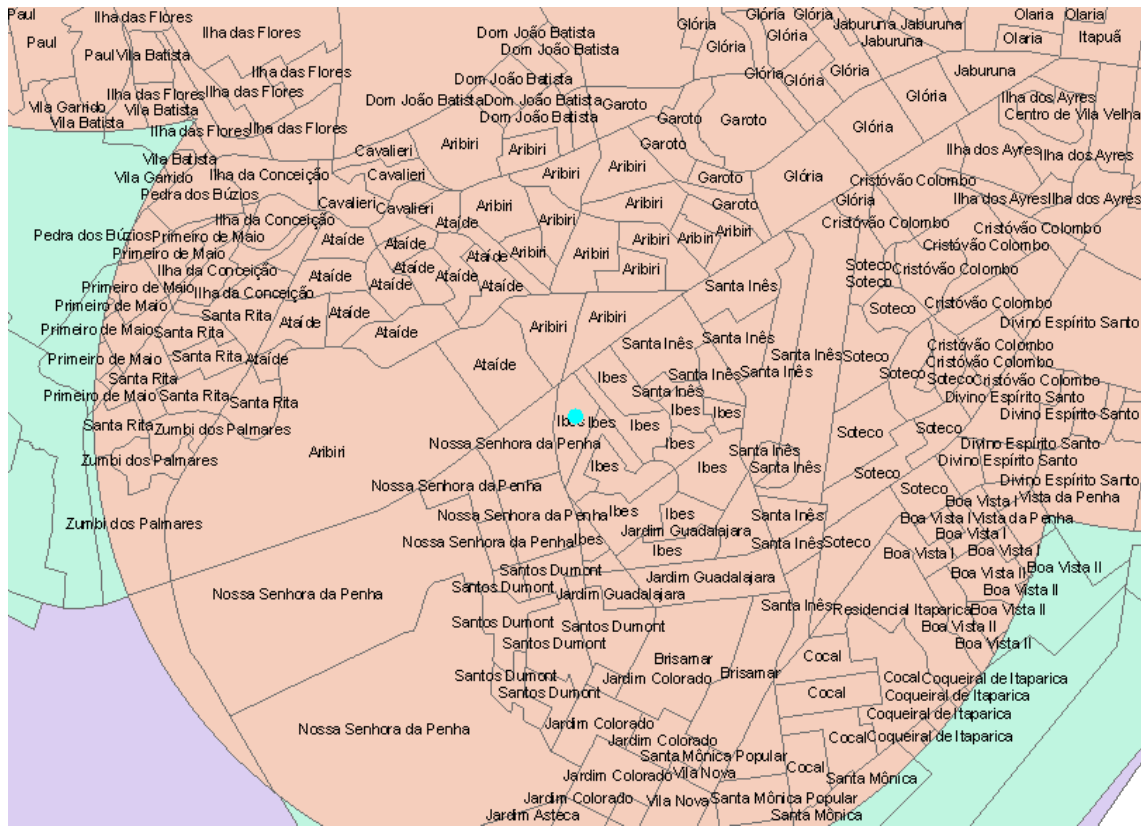 Paul
Ilha das Flores
Dom João Batista
Glória
Glória
Glória
Jaburuna
Jaburuna
Olaria
Olaria
Paul
Ilha das Flores
Dom João Batista
Glória
Glória
Jaburuna
Olaria
Itapuã
Paul
Vila Batista
Ilha das Flores
Dom João Batista
Glória
Glória
Glória
Jaburuna
Ilha das Flores
Ilha das Flores
Dom João Batista
Dom João Batista
Garoto
Glória
Ilha dos Ayres
Vila Garrido
Vila Batista
Dom João Batista
Garoto
Garoto
Centro de Vila Velha
Vila Batista
Ilha das Flores
Ilha das Flores
Glória
Cavalieri
Aribiri
Aribiri
Garoto
Ilha dos Ayres
Ilha dos Ayres
Vila Batista
Aribiri
Vila Garrido
Ilha da Conceição
Cavalieri
Aribiri
Garoto
Glória
Cristóvão Colombo
Pedra dos Búzios
Cavalieri
Cavalieri
Aribiri
Aribiri
Garoto
Glória
Ilha dos Ayres
Ilha dos Ayres
Ilha da Conceição
Ataíde
Aribiri
Cristóvão Colombo
Cristóvão Colombo
Pedra dos Búzios
Primeiro de Maio
Ataíde
Ataíde
Aribiri
Aribiri
Aribiri
Cristóvão Colombo
Primeiro de Maio
Ataíde
Aribiri
Aribiri
Ilha da Conceição
Ataíde
Ataíde
Ataíde
Aribiri
Soteco
Cristóvão Colombo
Primeiro de Maio
Ilha da Conceição
Ataíde
Ataíde
Santa Inês
Soteco
Primeiro de Maio
Santa Rita
Ataíde
Ataíde
Aribiri
Aribiri
Cristóvão Colombo
Primeiro de Maio
Santa Rita
Ataíde
Santa Inês
Santa Inês
Divino Espírito Santo
Primeiro de Maio
Santa Rita
Ataíde
Ataíde
Santa Inês
Soteco
Cristóvão Colombo
Cristóvão Colombo
Santa Rita
Ibes
Santa Inês
Santa Inês
Soteco
Soteco
Cristóvão Colombo
Primeiro de Maio
Santa Rita
Santa Rita
Santa Inês
Divino Espírito Santo
Santa Rita
Zumbi dos Palmares
Ibes
Ibes
Ibes
Ibes
Ibes
Soteco
Soteco
Divino Espírito Santo
Nossa Senhora da Penha
Ibes
Santa Inês
Divino Espírito Santo
Zumbi dos Palmares
Aribiri
Ibes
Ibes
Santa Inês
Soteco
Divino Espírito Santo
Nossa Senhora da Penha
Soteco
Divino Espírito Santo
Nossa Senhora da Penha
Ibes
Ibes
Santa Inês
Boa Vista I
Vista da Penha
Zumbi dos Palmares
Jardim Guadalajara
Boa Vista I
Vista da Penha
Nossa Senhora da Penha
Ibes
Ibes
Santa Inês
Soteco
Boa Vista I
Boa Vista I
Boa Vista I
Santos Dumont
Jardim Guadalajara
Boa Vista II
Boa Vista II
Nossa Senhora da Penha
Santos Dumont
Jardim Guadalajara
Boa Vista II
Santos Dumont
Santos Dumont
Santa Inês
Residencial Itaparica
Boa Vista II
Boa Vista II
Santos Dumont
Brisamar
Cocal
Boa Vista II
Santos Dumont
Jardim Colorado
Brisamar
Cocal
Coqueiral de Itaparica
Santos Dumont
Cocal
Coqueiral de Itaparica
Nossa Senhora da Penha
Jardim Colorado
Coqueiral de Itaparica
Jardim Colorado
Cocal
Coqueiral de Itaparica
Santa Mônica Popular
Jardim Colorado
Vila Nova
Cocal
Santa Mônica
Jardim Colorado
Vila Nova
Santa Mônica Popular
Jardim Asteca
Santa Mônica